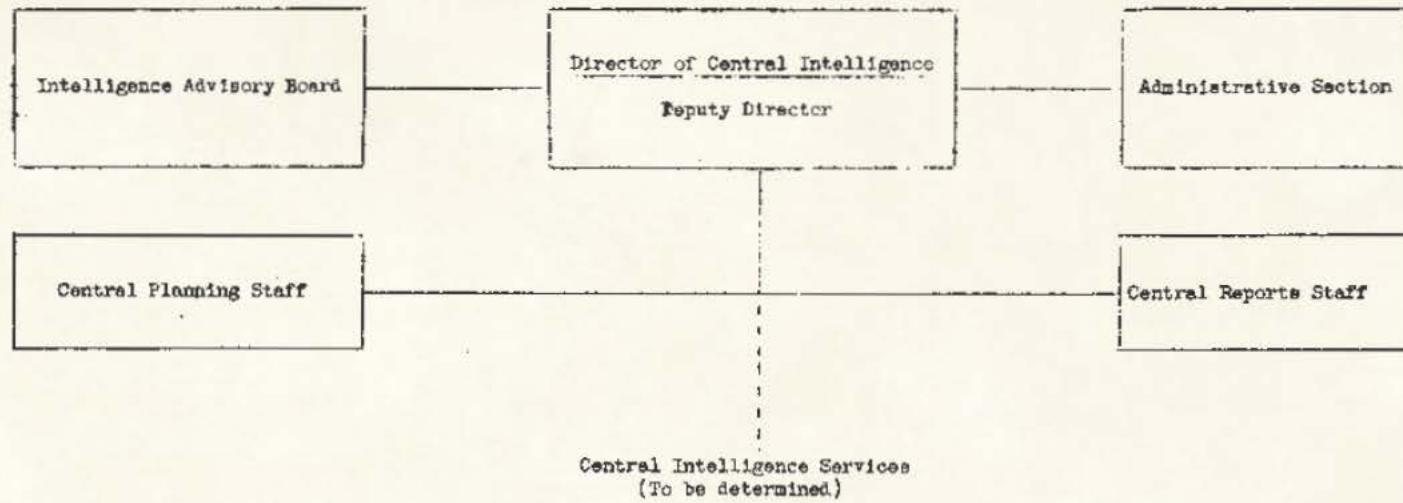 Intelligence Advisory Board
Director of Central Intelligence
Deputy Director
Administrative Section
Central Planning Staff
Central Reports Staff
Central Intelligence Services
(To be determined)